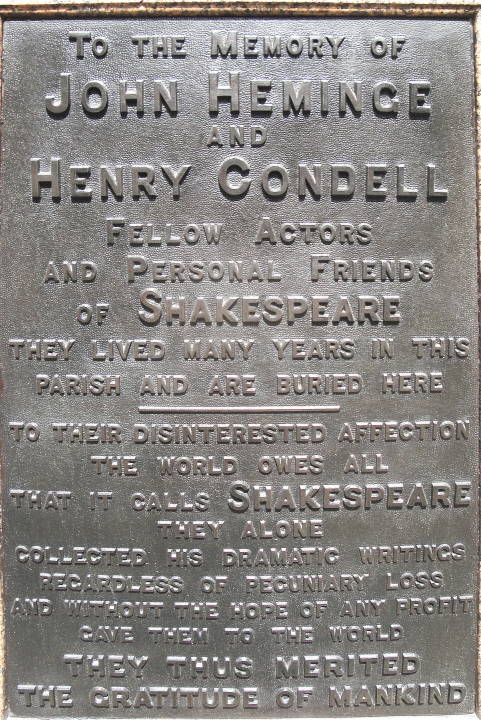 TO THE MEMORY OF
JOHN HEMINGE
AND
HENRY CONDELL
FELLOW ACTORS
AND PERSONAL FRIENDS
OF SHAKESPEARE
THEY LIVED MANY YEARS IN THIS
PARISH AND ARE BURIED HERE
TO THEIR DISINTERESTED AFFECTION
THE WORLD OWES ALL
THAT IT CALLS SHAKESPEARE
THEY ALONE
COLLECTED HIS DRAMATIC WRITINGS
REGARDLESS OF PECUNIARY LOSS
AND WITHOUT THE HOPE OF ANY PROFIT
GAVE THEM TO THE WORLD
THEY THUS MERITED
THE GRATITUDE OF MANKIND